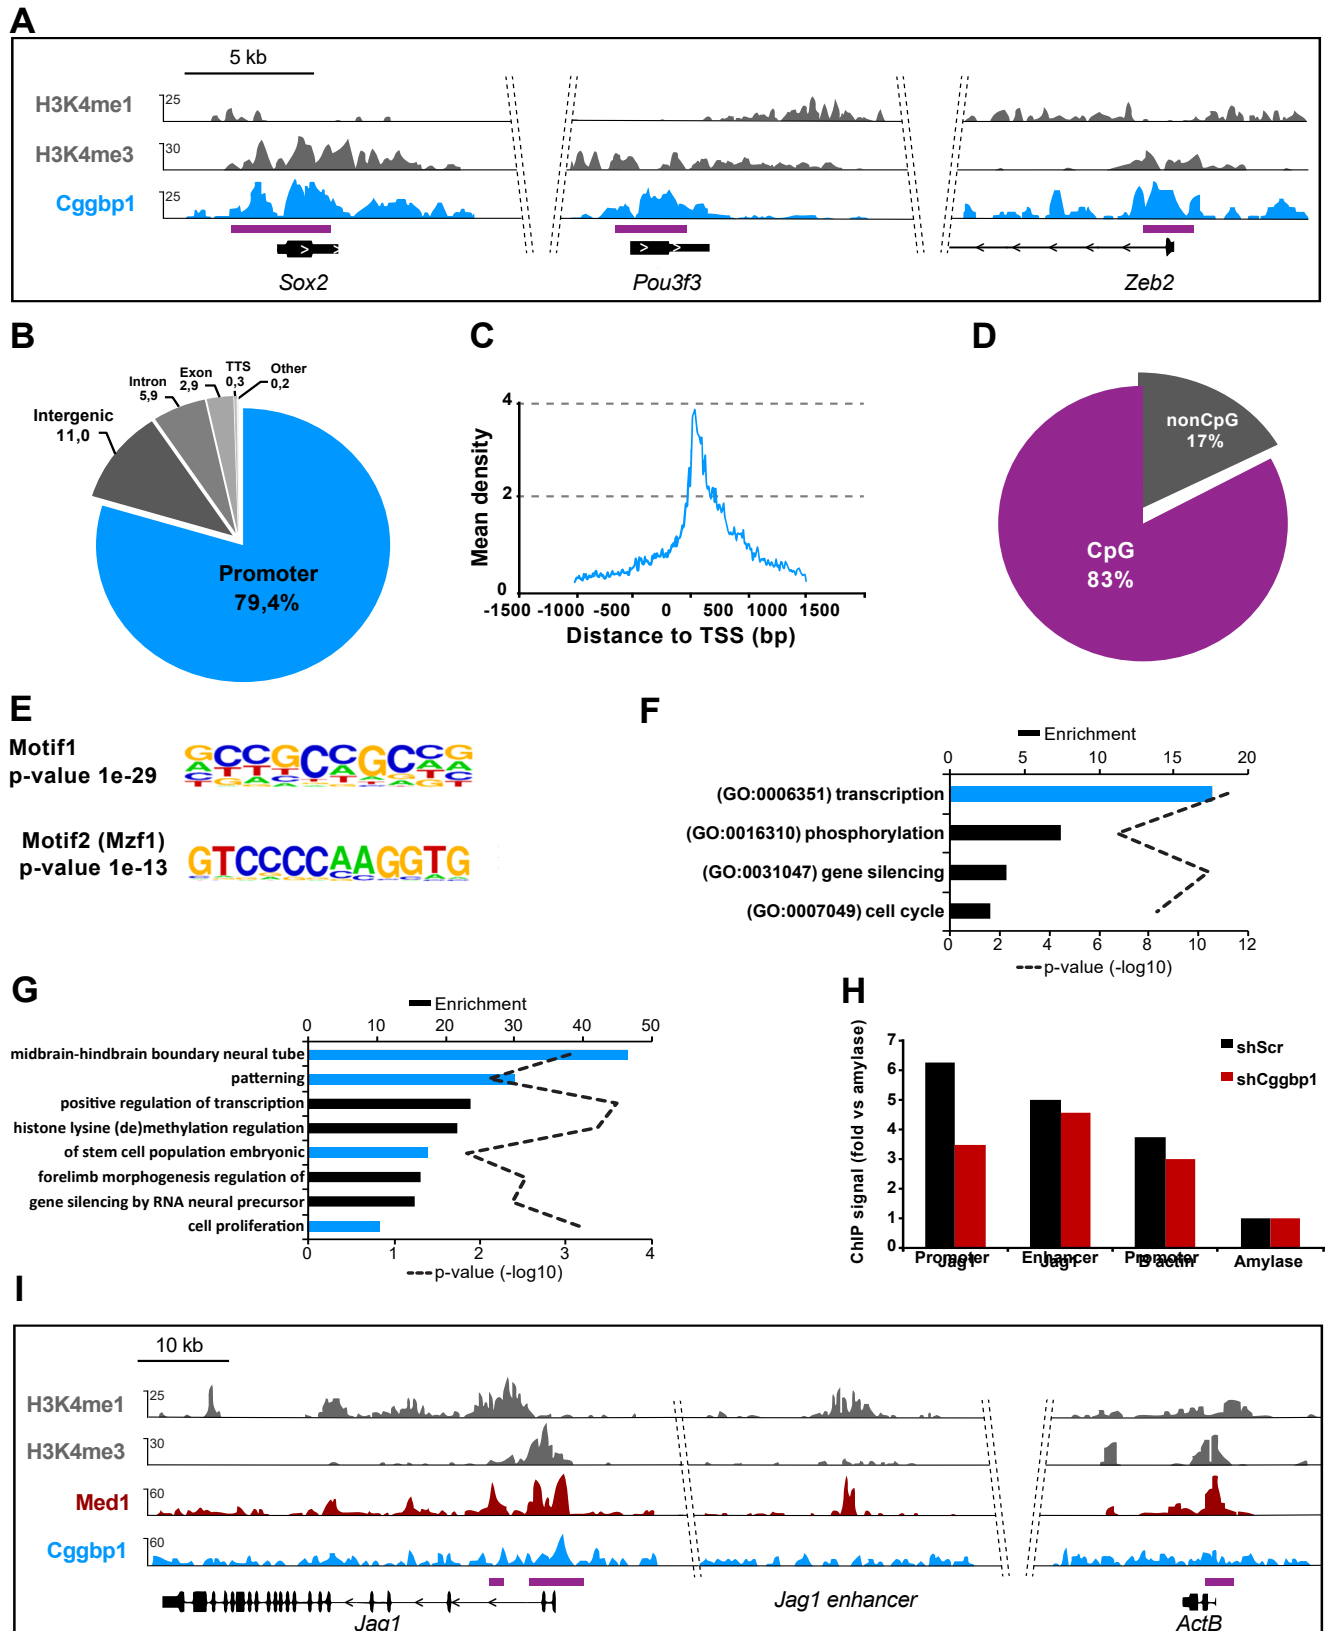 A
5 kb
H3K4me1
25
H3K4me3
30
Cggbp1
25
> >
> >
< < < <
Sox2
Pou3f3
Zeb2
B
Intergenic
11,0
Intron
5,9
Exon
2,9
TTS
0,3
Other
0,2
Promoter
79,4%
C
Mean density
4
2
0
-1500 -1000 -500 0 500 1000 1500
Distance to TSS (bp)
D
nonCpG
17%
CpG
83%
E
Motif1
p-value 1e-29
GCCGCCGCCG
Motif2 (Mzf1)
p-value 1e-13
GTCCCCAAGGTG
F
Enrichment
0 5 10 15 20
(GO:0006351) transcription
(GO:0016310) phosphorylation
(GO:0031047) gene silencing
(GO:0007049) cell cycle
0 2 4 6 8 10 12
p-value (-log10)
G
Enrichment
0 10 20 30 40 50
midbrain-hindbrain boundary neural tube
patterning
positive regulation of transcription
histone lysine (de)methylation regulation
of stem cell population embryonic
forelimb morphogenesis regulation of
gene silencing by RNA neural precursor
cell proliferation
0 1 2 3 4
p-value (-log10)
H
ChIP signal (fold vs amylase)
7
6
5
4
3
2
1
0
shScr
shCggbp1
Promoter Enhancer Promoter Amylase
Jag1 Jag1 B actin
I
10 kb
H3K4me1
25
H3K4me3
30
Med1
60
Cggbp1
60
< < < <
Jag1
Jag1 enhancer
ActB